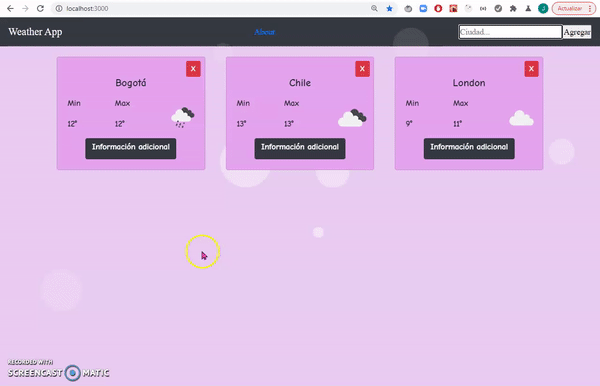 localhost:3000
Actualizar
Weather App
About
Ciudad...
Agregar
X
Bogotá
Min Max
12° 12°
Información adicional
X
Chile
Min Max
13° 13°
Información adicional
X
London
Min Max
9° 11°
Información adicional
RECORDED WITH
SCREENCAST MATIC